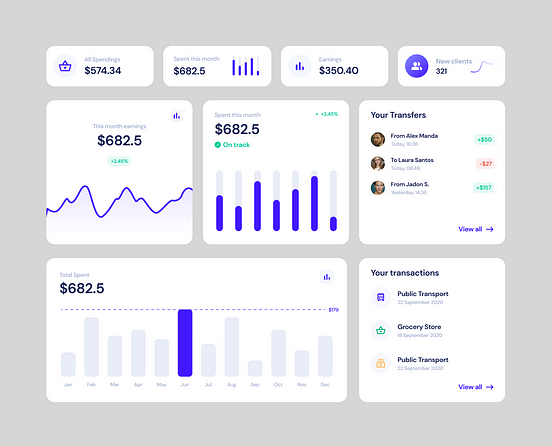 All Spendings
$574.34
Spent this month
$682.5
Earnings
$350.40
New clients
321
This month earnings
$682.5
+2.45%
Spent this month
+2.45%
$682.5
On track
Your Transfers
From Alex Manda
Today, 16:36
+$50
To Laura Santos
Today, 08:49
-$27
From Jadon S.
Yesterday, 14:36
+$157
View all
Total Spent
$682.5
$179
Jan Feb Mar Apr May Jun Jul Aug Sep Oct Nov Dec
Your transactions
Public Transport
22 September 2020
Grocery Store
18 September 2020
Public Transport
22 September 2020
View all